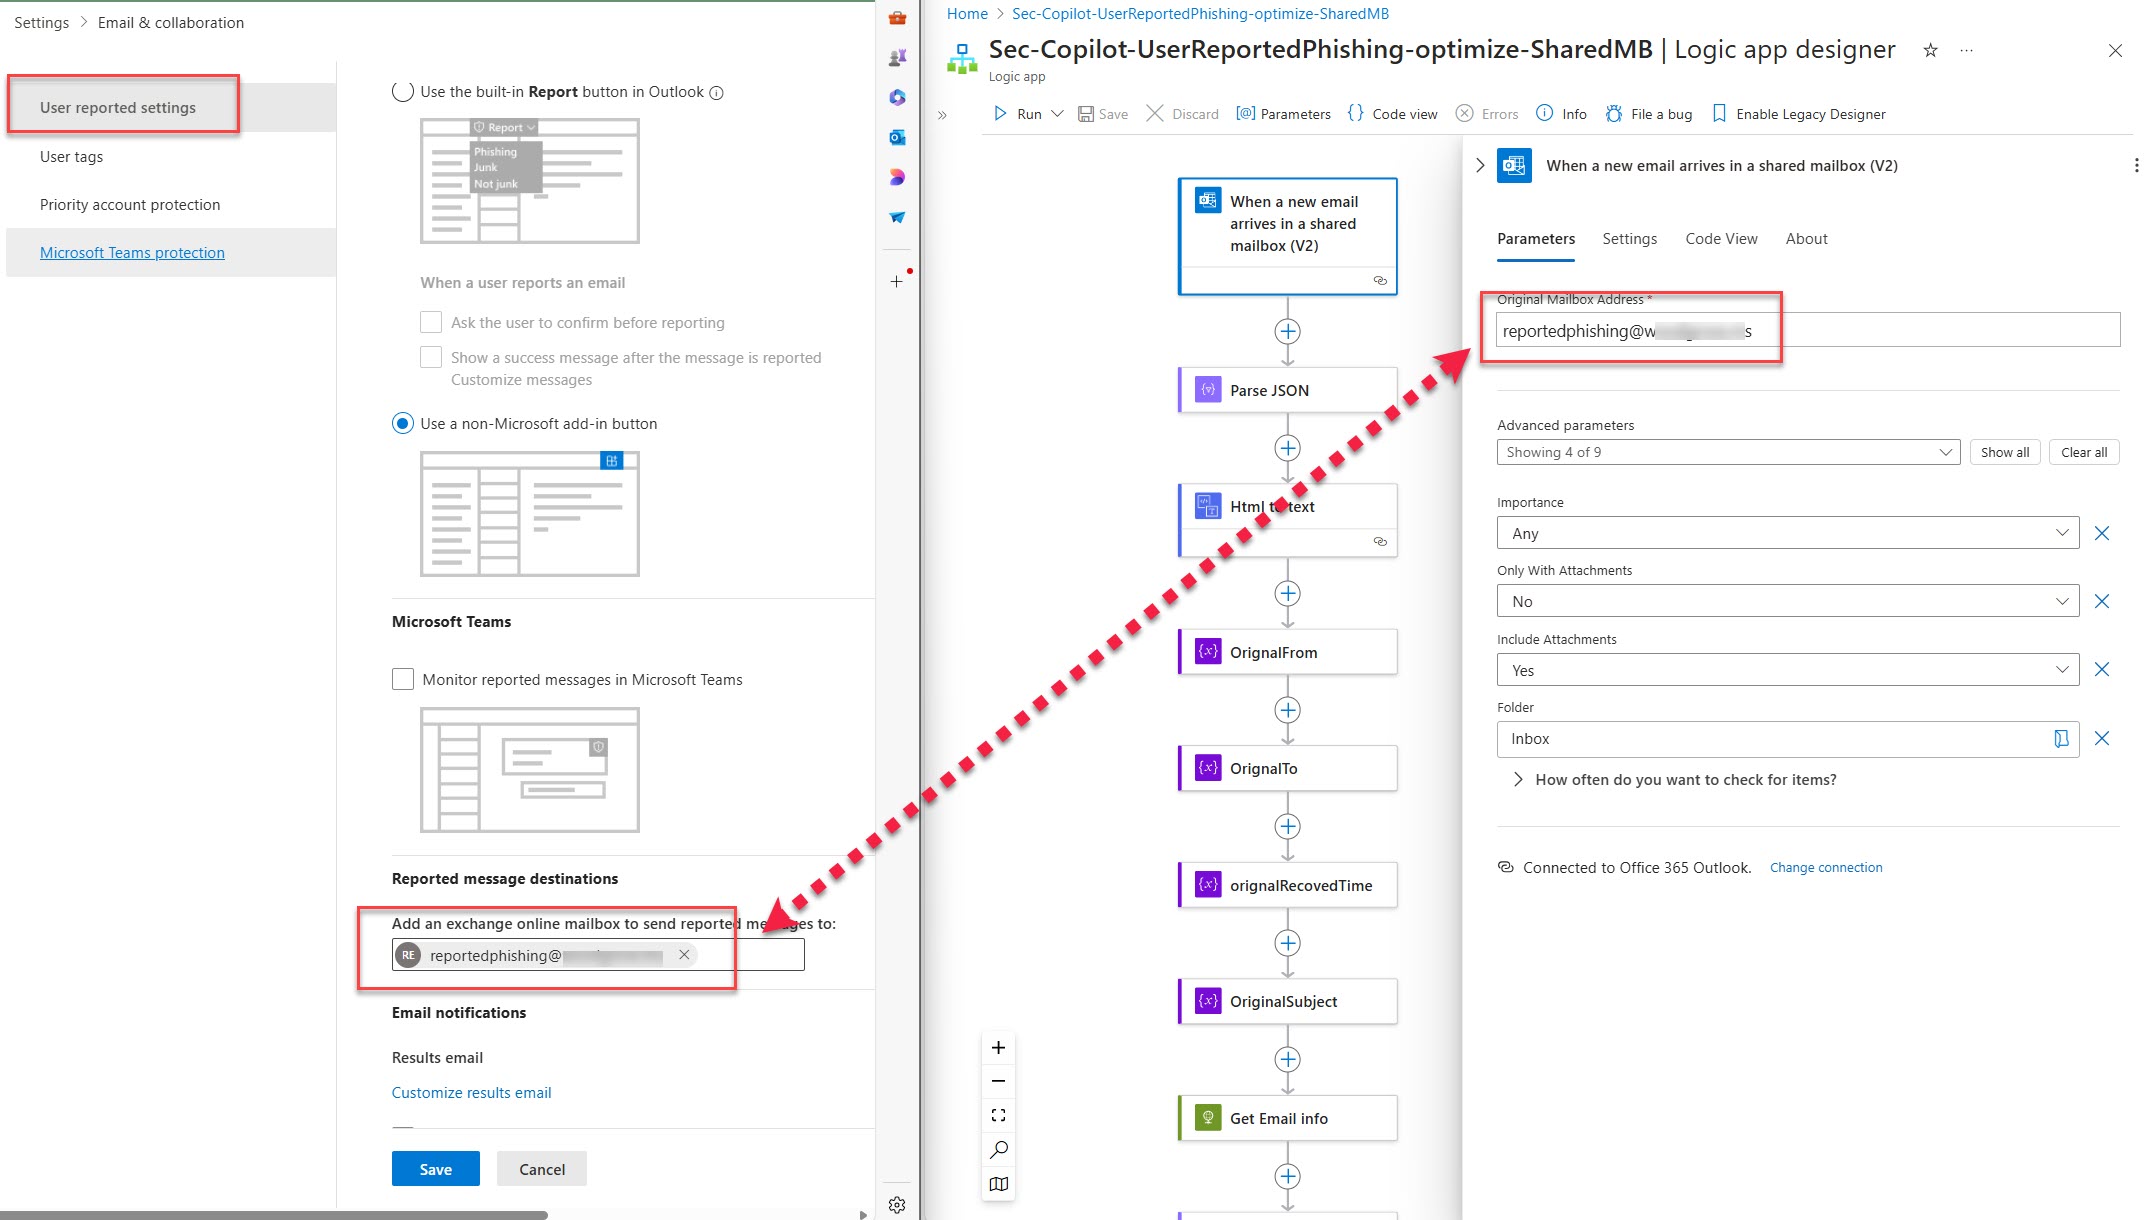 Settings > Email & collaboration
User reported settings
User tags
Priority account protection
Microsoft Teams protection
Use the built-in Report button in Outlook
Report
Phishing
Junk
Not junk
When a user reports an email
Ask the user to confirm before reporting
Show a success message after the message is reported
Customize messages
Use a non-Microsoft add-in button
Microsoft Teams
Monitor reported messages in Microsoft Teams
Reported message destinations
Add an exchange online mailbox to send reported messages to:
RE reportedphishing@
Email notifications
Results email
Customize results email
Save Cancel
Home > Sec-Copilot-UserReportedPhishing-optimize-SharedMB
Sec-Copilot-UserReportedPhishing-optimize-SharedMB | Logic app designer
Logic app
Run Save Discard Parameters Code view Errors Info File a bug Enable Legacy Designer
When a new email
arrives in a shared
mailbox (V2)
Parse JSON
Html to text
OrignalFrom
OrignalTo
orignalRecovedTime
OriginalSubject
Get Email info
When a new email arrives in a shared mailbox (V2)
Parameters Settings Code View About
Original Mailbox Address *
reportedphishing@w s
Advanced parameters
Showing 4 of 9 Show all Clear all
Importance
Any
Only With Attachments
No
Include Attachments
Yes
Folder
Inbox
How often do you want to check for items?
Connected to Office 365 Outlook. Change connection